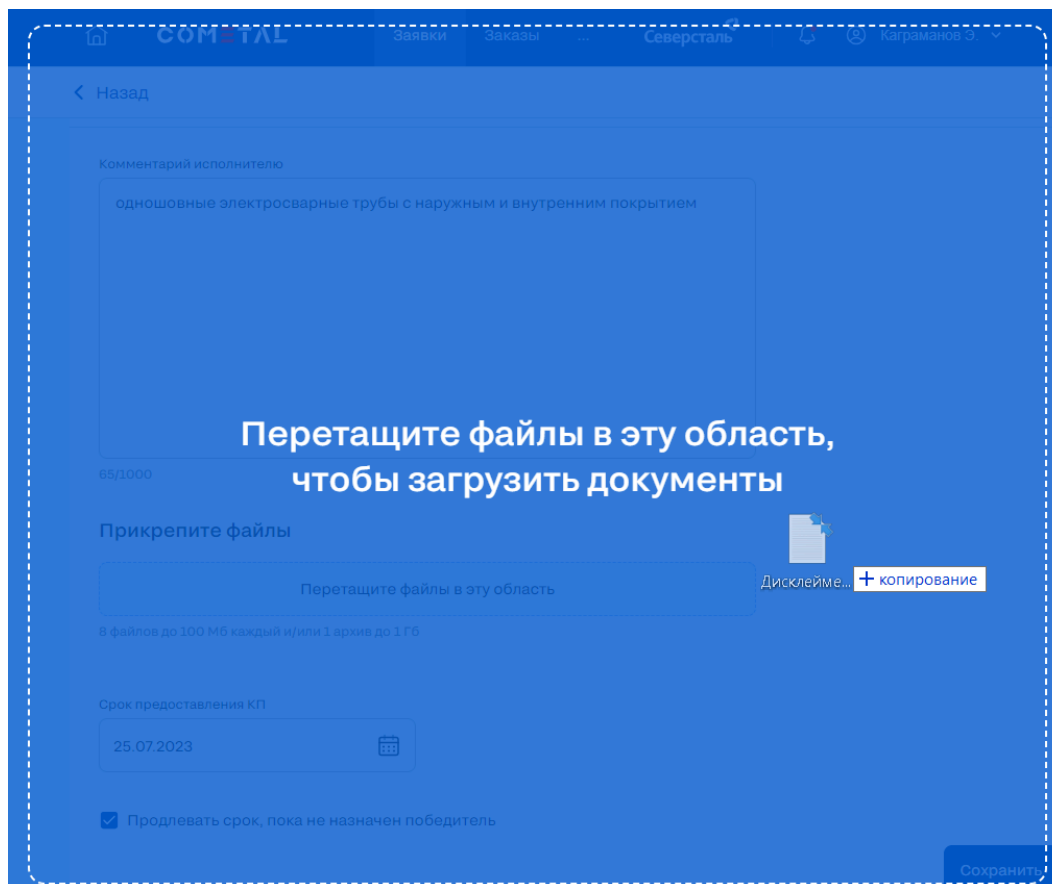 COMETAL
Заявки
Заказы
...
Северсталь
Каграманов Э.
Назад
Комментарий исполнителю
одношовные электросварные трубы с наружным и внутренним покрытием
Перетащите файлы в эту область,
чтобы загрузить документы
65/1000
Прикрепите файлы
Перетащите файлы в эту область
Дисклейме...
+ копирование
8 файлов до 100 Мб каждый и/или 1 архив до 1 Гб
Срок предоставления КП
25.07.2023
Продлевать срок, пока не назначен победитель
Сохранить